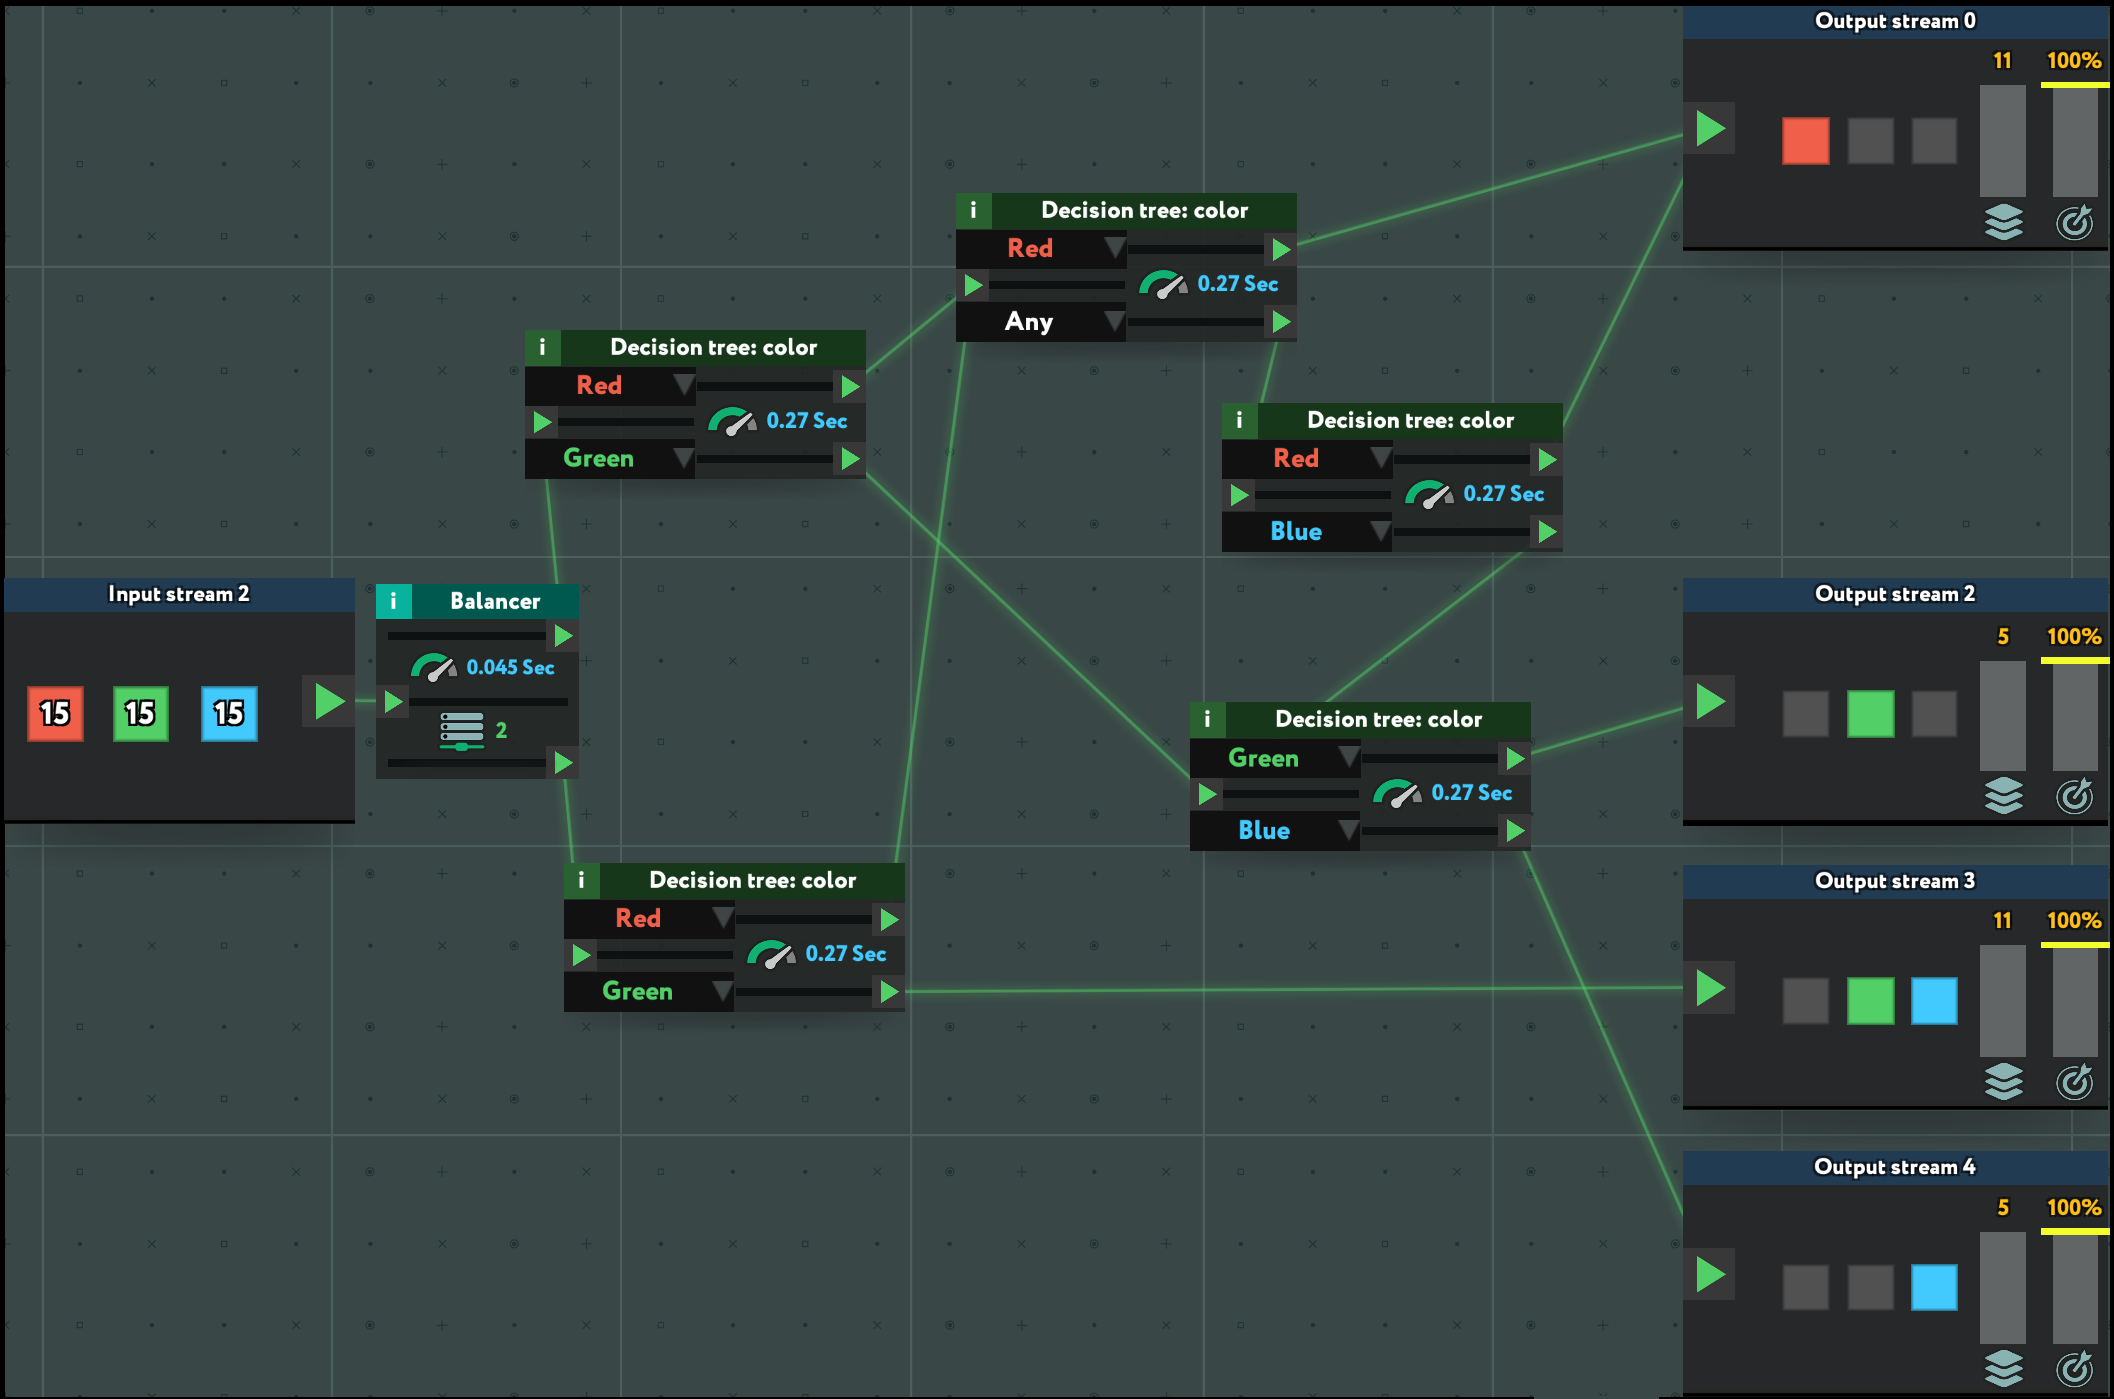 Output stream 0
11 100%
i Decision tree: color
Red
0.27 Sec
Any
i Decision tree: color
Red
0.27 Sec
Green
i Decision tree: color
Red
0.27 Sec
Blue
Input stream 2
15 15 15
i Balancer
0.045 Sec
2
Output stream 2
5 100%
i Decision tree: color
Green
0.27 Sec
Blue
i Decision tree: color
Red
0.27 Sec
Green
Output stream 3
11 100%
Output stream 4
5 100%